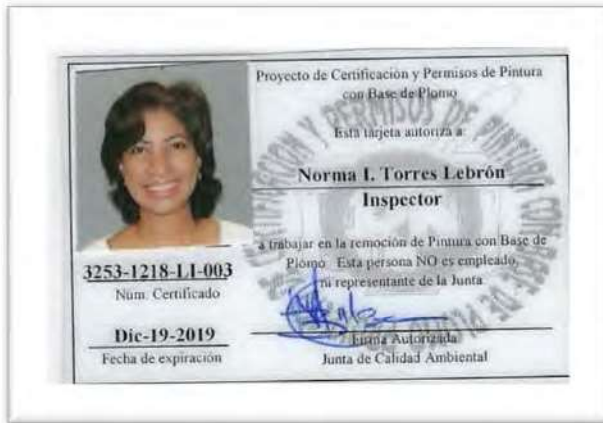 Proyecto de Certificación y Permisos de Pintura
con Base de Plomo
Esta tarjeta autoriza a:
Norma I. Torres Lebrón
Inspector
a trabajar en la remoción de Pintura con Base de
Plomo. Esta persona NO es empleado,
ni representante de la Junta.
3253-1218-LI-003
Num. Certificado
Dic-19-2019
Fecha de expiración
Firma Autorizada
Junta de Calidad Ambiental